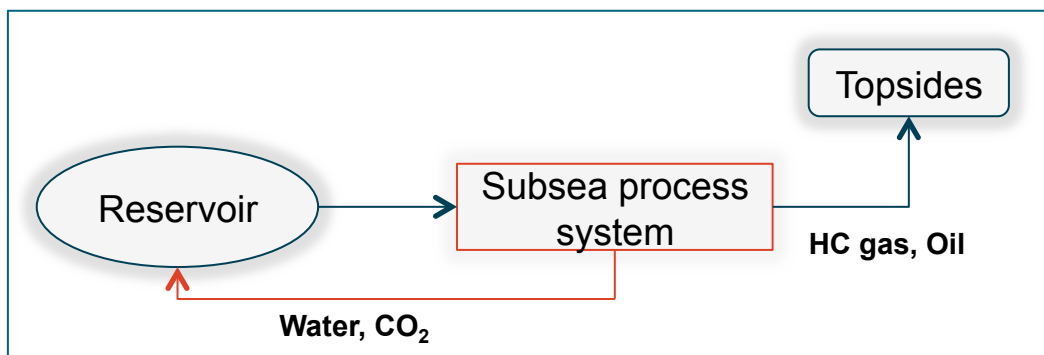 Topsides
Reservoir
Subsea process
system
HC gas, Oil
Water, CO₂